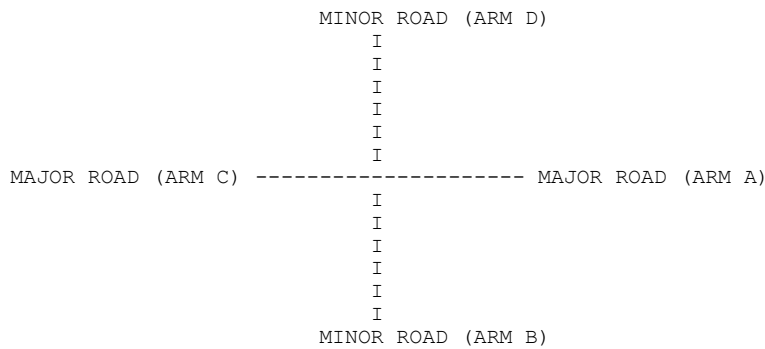 MINOR ROAD (ARM D)
I
I
I
I
I
I
MAJOR ROAD (ARM C) --------------------- MAJOR ROAD (ARM A)
I
I
I
I
I
I
MINOR ROAD (ARM B)